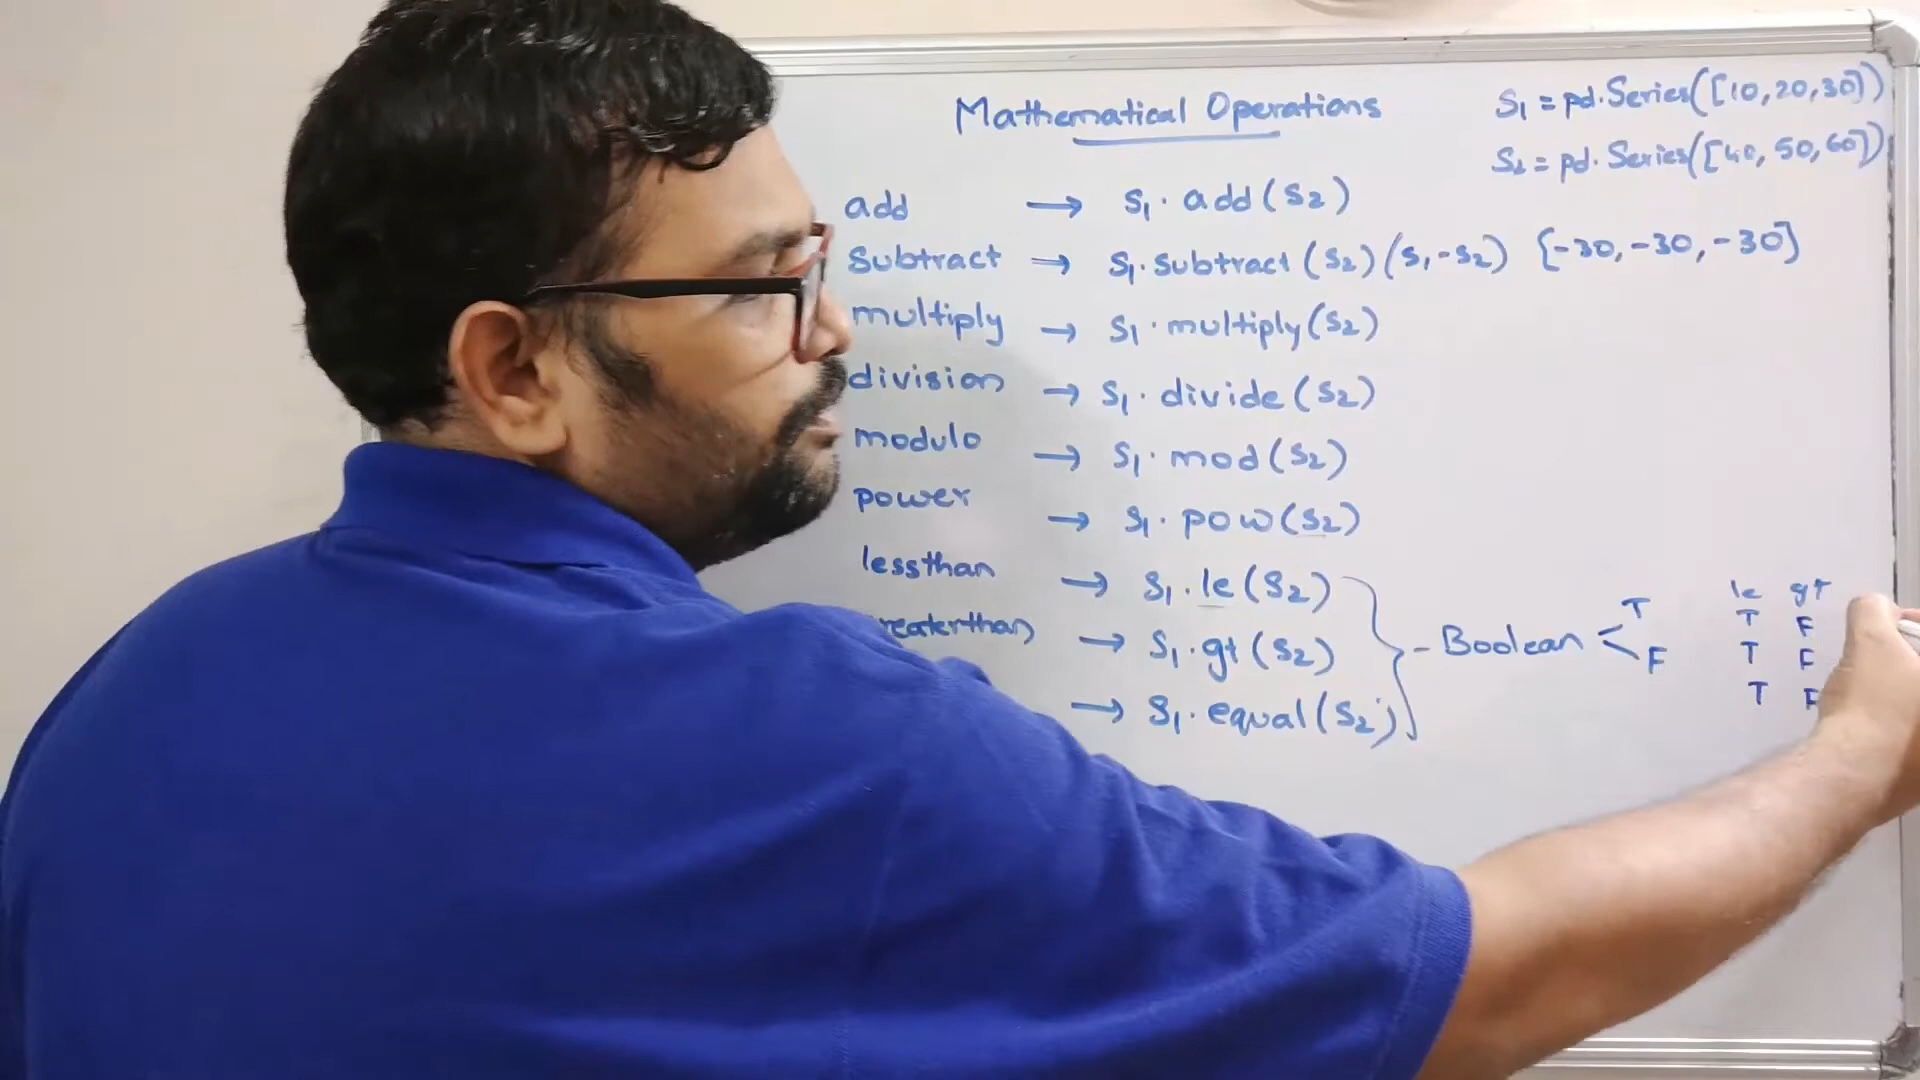 Mathematical Operations
S1 = pd.Series([10,20,30])
S2 = pd.Series([40,50,60])
add → S1.add(S2)
Subtract → S1.subtract(S2)(S1-S2) [-30,-30,-30]
multiply → S1.multiply(S2)
division → S1.divide(S2)
modulo → S1.mod(S2)
power → S1.pow(S2)
lessthan → S1.le(S2)
reaterthan → S1.gt(S2)
→ S1.equal(S2)
- Boolean < T
F
le gt
T F
T F
T F